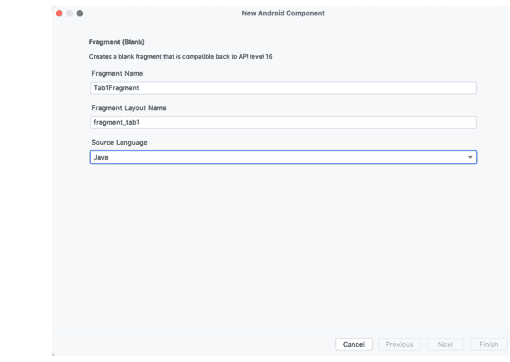 New Android Component
Fragment (Blank)
Creates a blank fragment that is compatible back to API level 16
Fragment Name
Tab1Fragment
Fragment Layout Name
fragment_tab1
Source Language
Java
Cancel Previous Next Finish